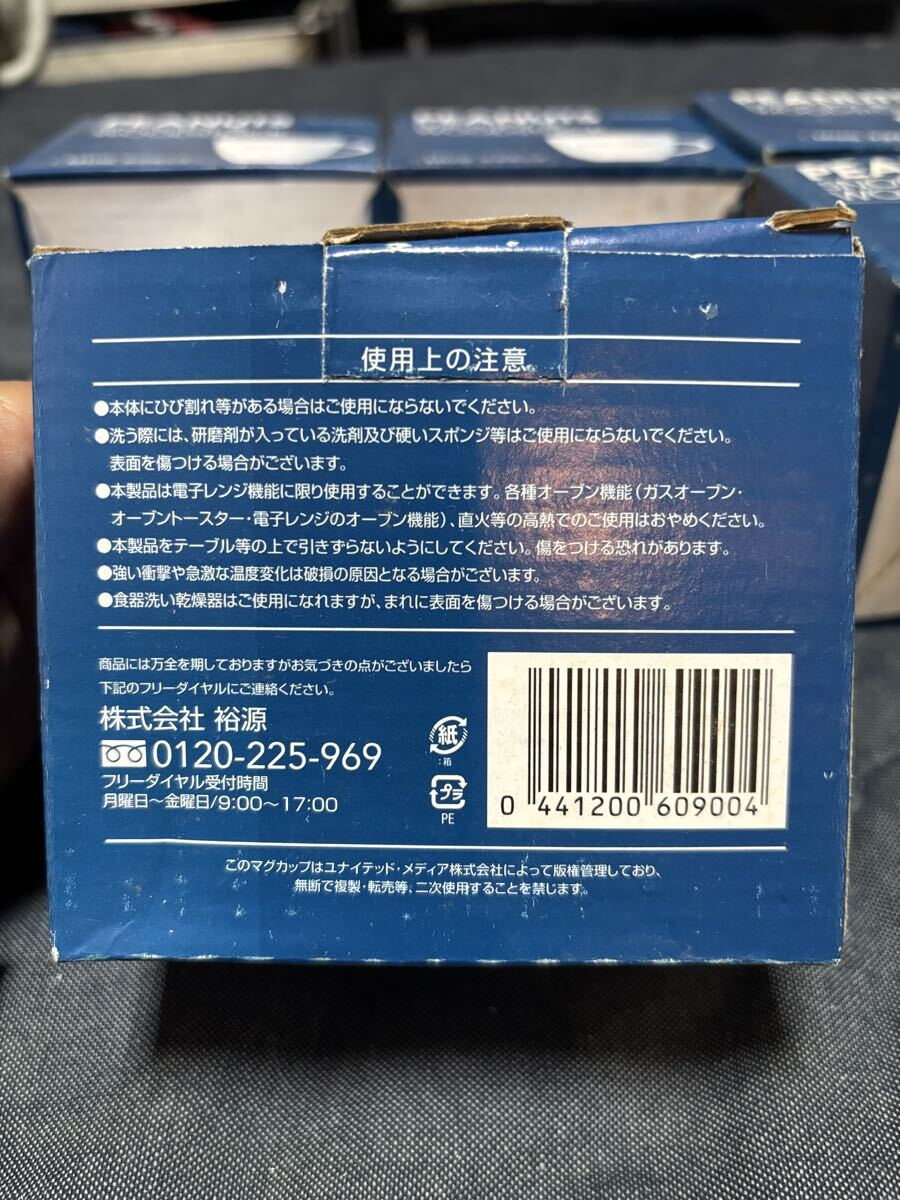 PEANUTS
PEANUTS
使用上の注意
●本体にひび割れ等がある場合はご使用にならないでください。
●洗う際には、研磨剤が入っている洗剤及び硬いスポンジ等はご使用にならないでください。
表面を傷つける場合がございます。
●本製品は電子レンジ機能に限り使用することができます。各種オーブン機能(ガスオーブン・
オーブントースター・電子レンジのオーブン機能)、直火等の高熱でのご使用はおやめください。
●本製品をテーブル等の上で引きずらないようにしてください。傷をつける恐れがあります。
●強い衝撃や急激な温度変化は破損の原因となる場合がございます。
●食器洗い乾燥器はご使用になれますが、まれに表面を傷つける場合がございます。
商品には万全を期しておりますがお気づきの点がございましたら
下記のフリーダイヤルにご連絡ください。
株式会社 裕源
0120-225-969
フリーダイヤル受付時間
月曜日～金曜日/9:00～17:00
紙
:箱
プラ
PE
0 441200 609004
このマグカップはユナイテッド・メディア株式会社によって版権管理しており、
無断で複製・転売等、二次使用することを禁じます。